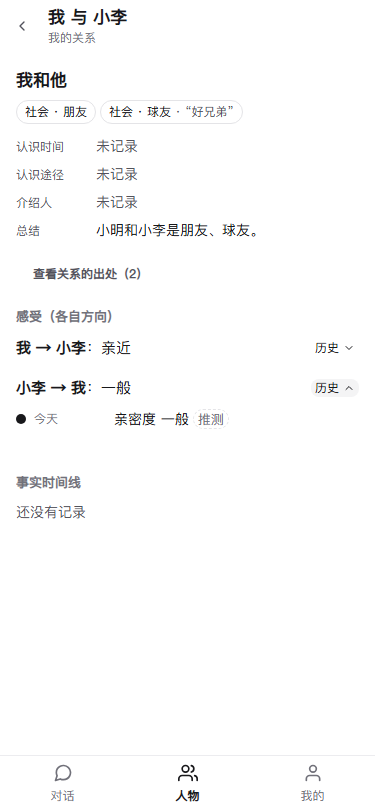 我 与 小李
我的关系
我和他
社会 · 朋友 社会 · 球友 · “好兄弟”
认识时间 未记录
认识途径 未记录
介绍人 未记录
总结 小明和小李是朋友、球友。
查看关系的出处（2）
感受（各自方向）
我 → 小李：亲近 历史
小李 → 我：一般 历史
今天 亲密度 一般 推测
事实时间线
还没有记录
对话 人物 我的